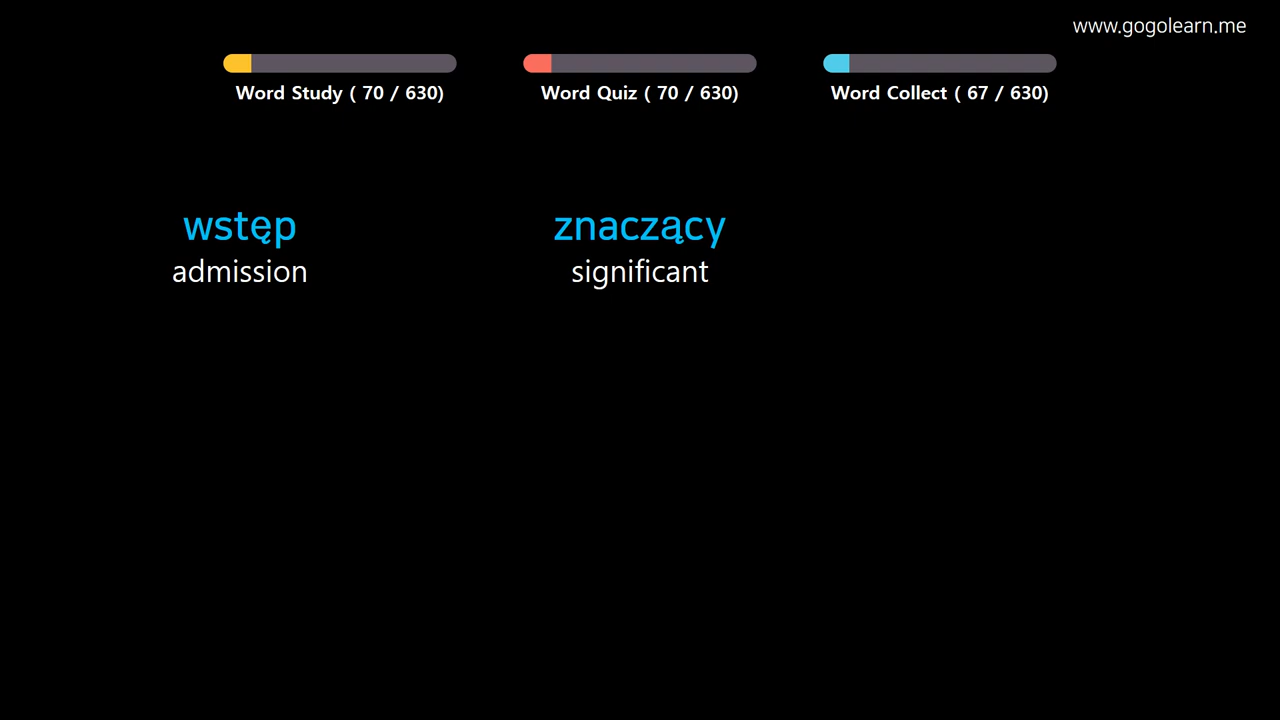 www.gogolearn.me
Word Study ( 70 / 630)
Word Quiz ( 70 / 630)
Word Collect ( 67 / 630)
wstęp
admission
znaczący
significant